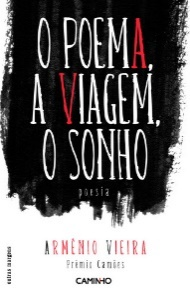 O POEMA,
A VIAGEM,
O SONHO
poesia
ARMÉNIO VIEIRA
Prémio Camões
outras margens
CAMINHO